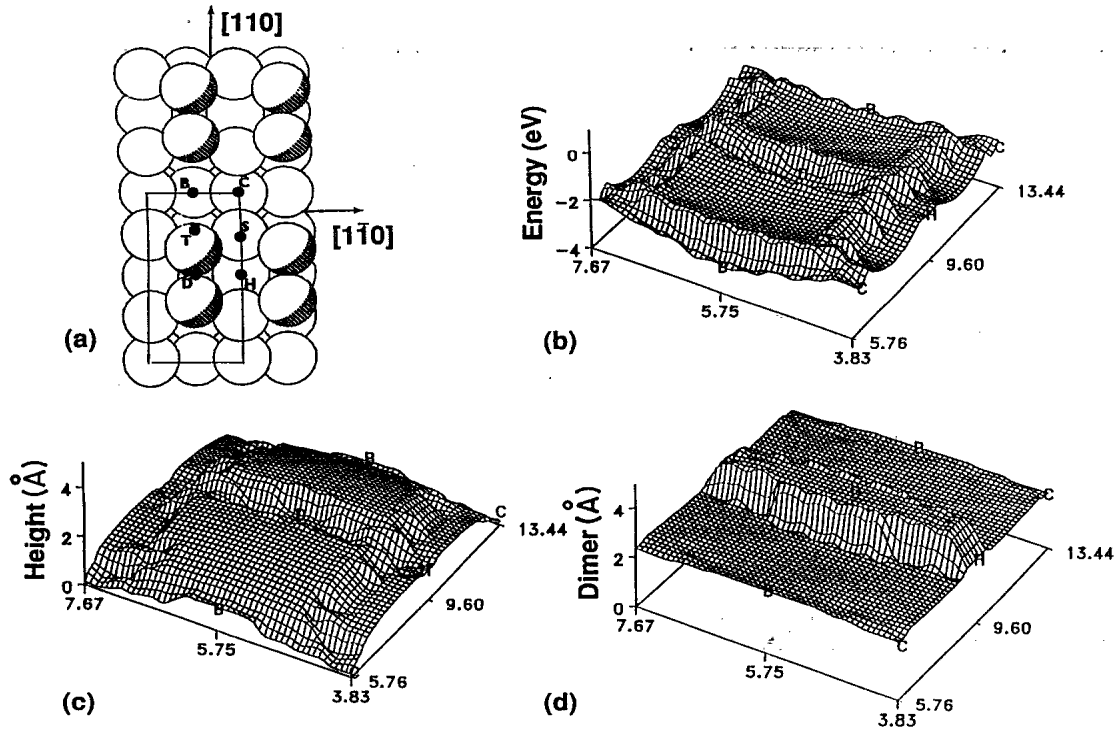 [110]
B
C
T
S
[11̄0]
D
H
(a)
Energy (eV)
0
−2
−4
7.67
5.75
3.83
5.76
9.60
13.44
B
B
C
C
H
(b)
Height (Å)
4
2
0
7.67
5.75
3.83
5.76
9.60
13.44
B
B
C
C
H
(c)
Dimer (Å)
4
2
0
7.67
5.75
3.83
5.76
9.60
13.44
B
B
C
C
H
(d)